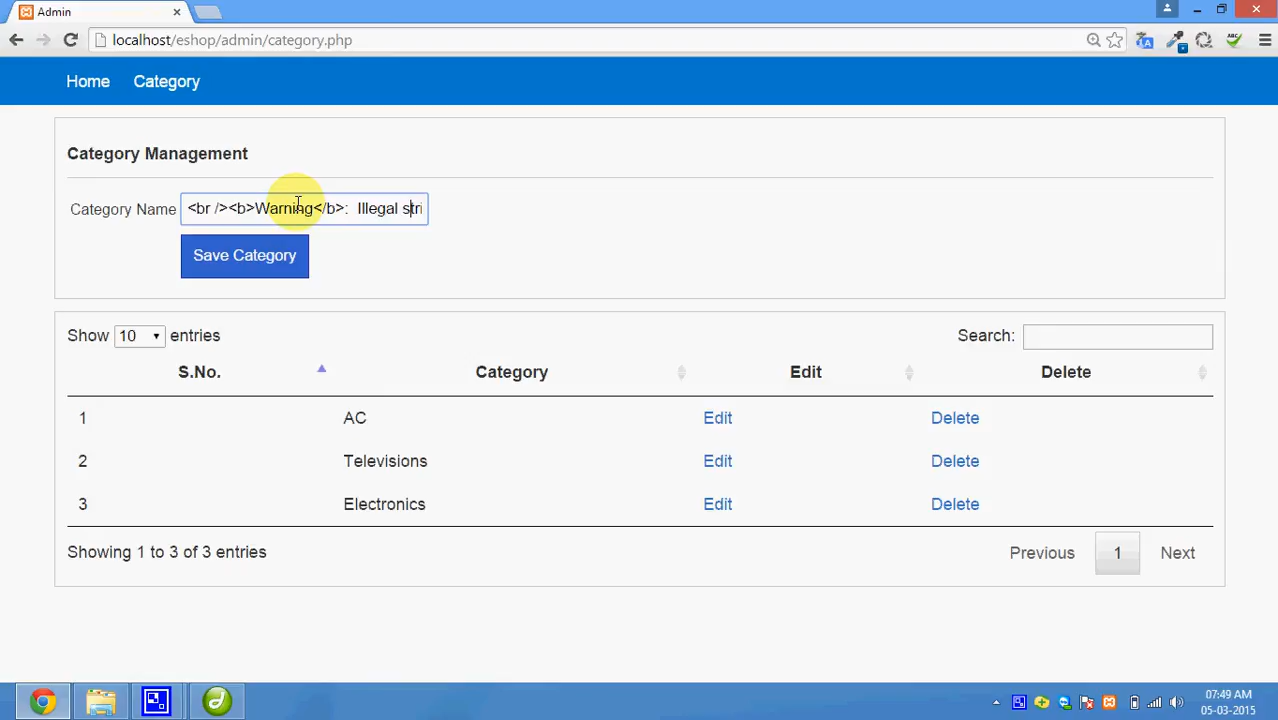 Admin
localhost/eshop/admin/category.php
ABC
Home Category
Category Management
Category Name <br /><b>Warning</b>:  Illegal stri
Save Category
Show 10 entries Search:
S.No. Category Edit Delete
1 AC Edit Delete
2 Televisions Edit Delete
3 Electronics Edit Delete
Showing 1 to 3 of 3 entries Previous 1 Next
07:49 AM
05-03-2015